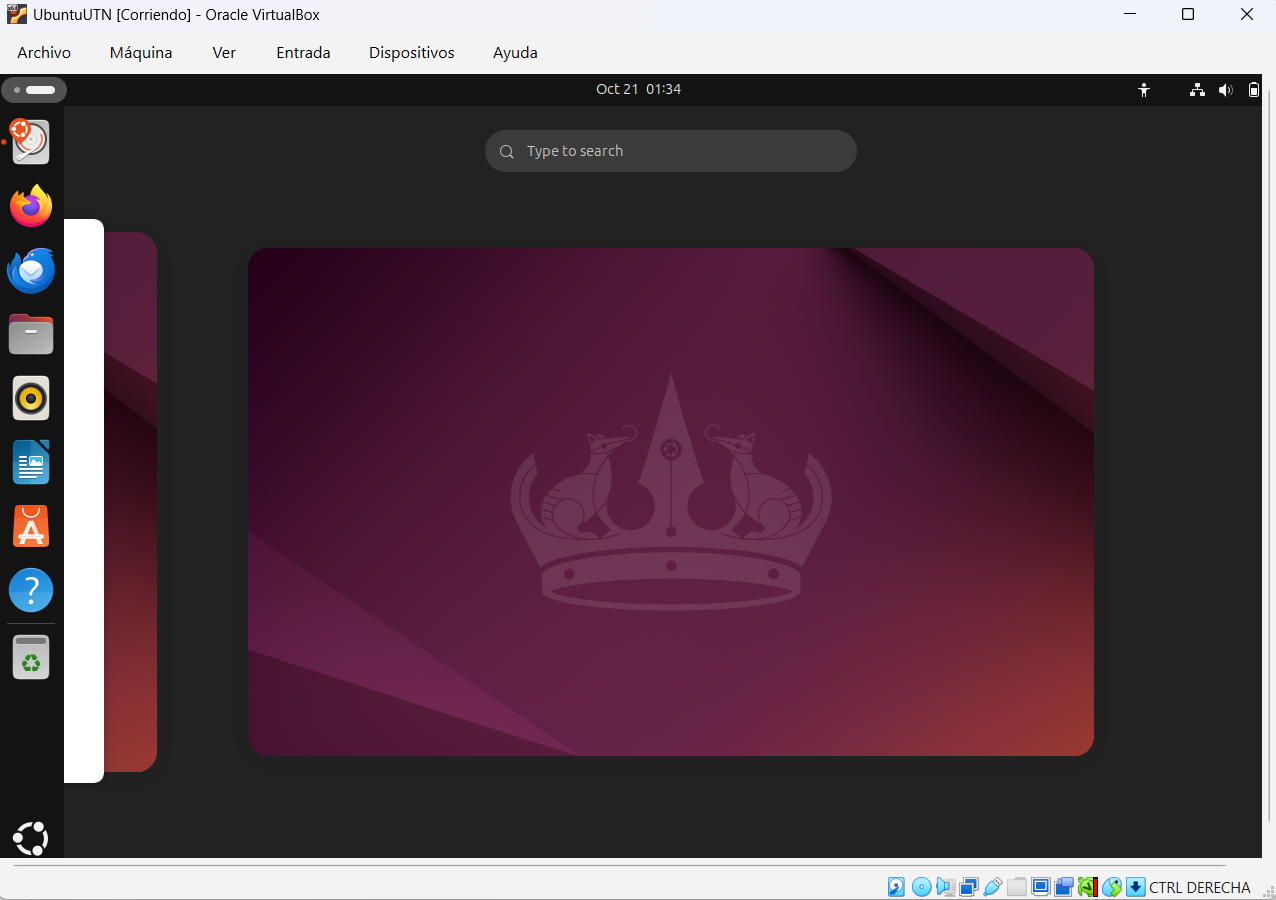 UbuntuUTN [Corriendo] - Oracle VirtualBox
Archivo Máquina Ver Entrada Dispositivos Ayuda
Oct 21 01:34
Type to search
CTRL DERECHA